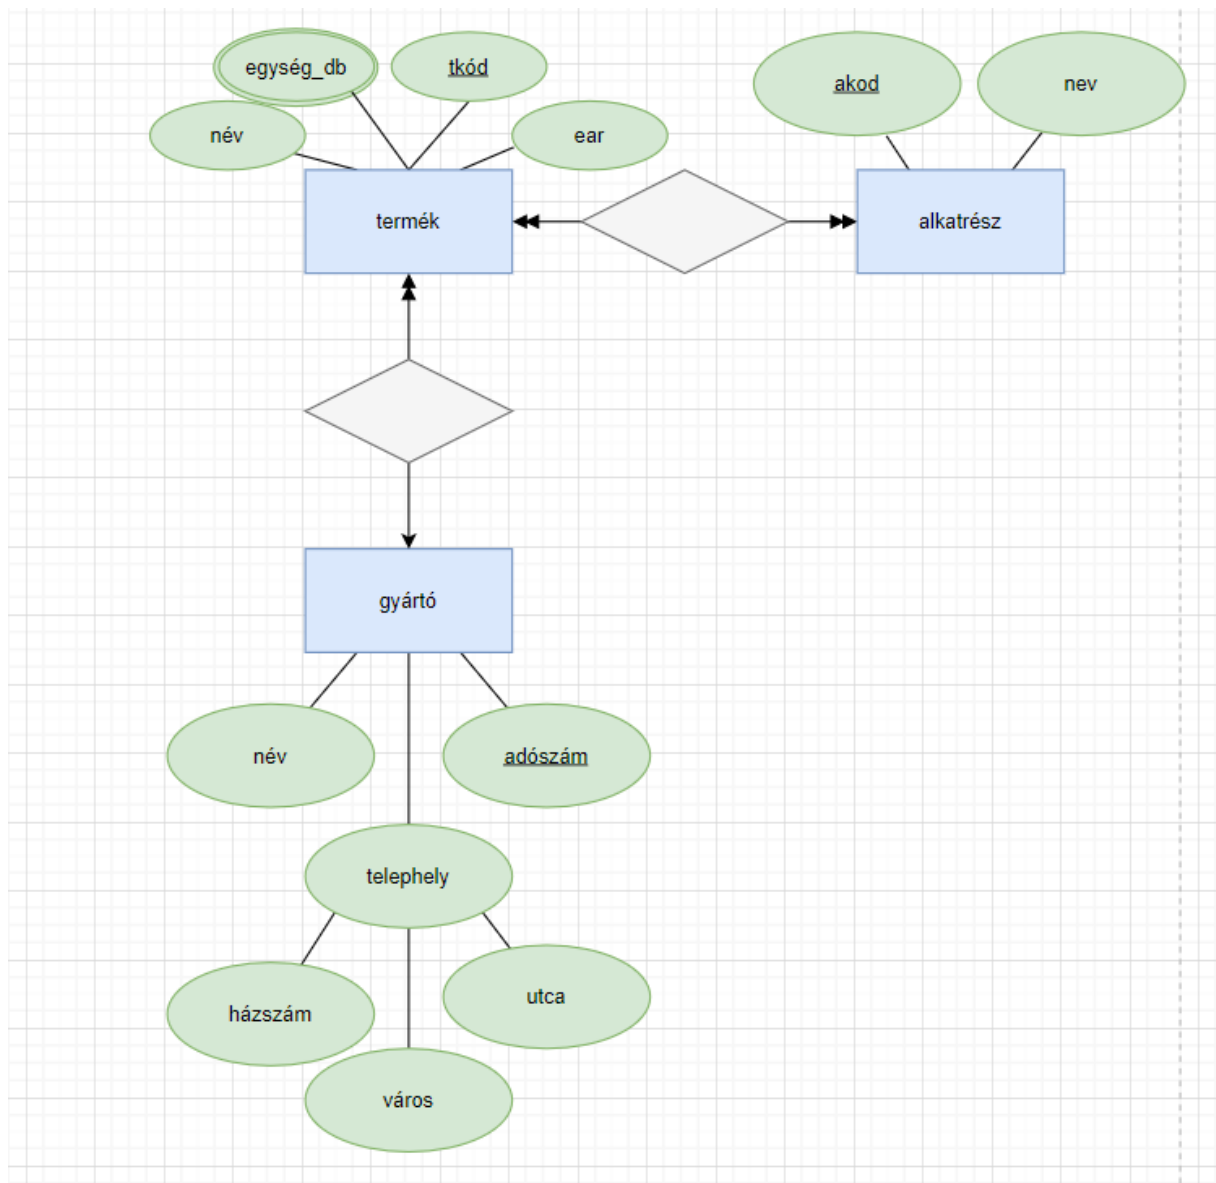 egység_db
tkód
akod
nev
név
ear
termék
alkatrész
gyártó
név
adószám
telephely
utca
házszám
város